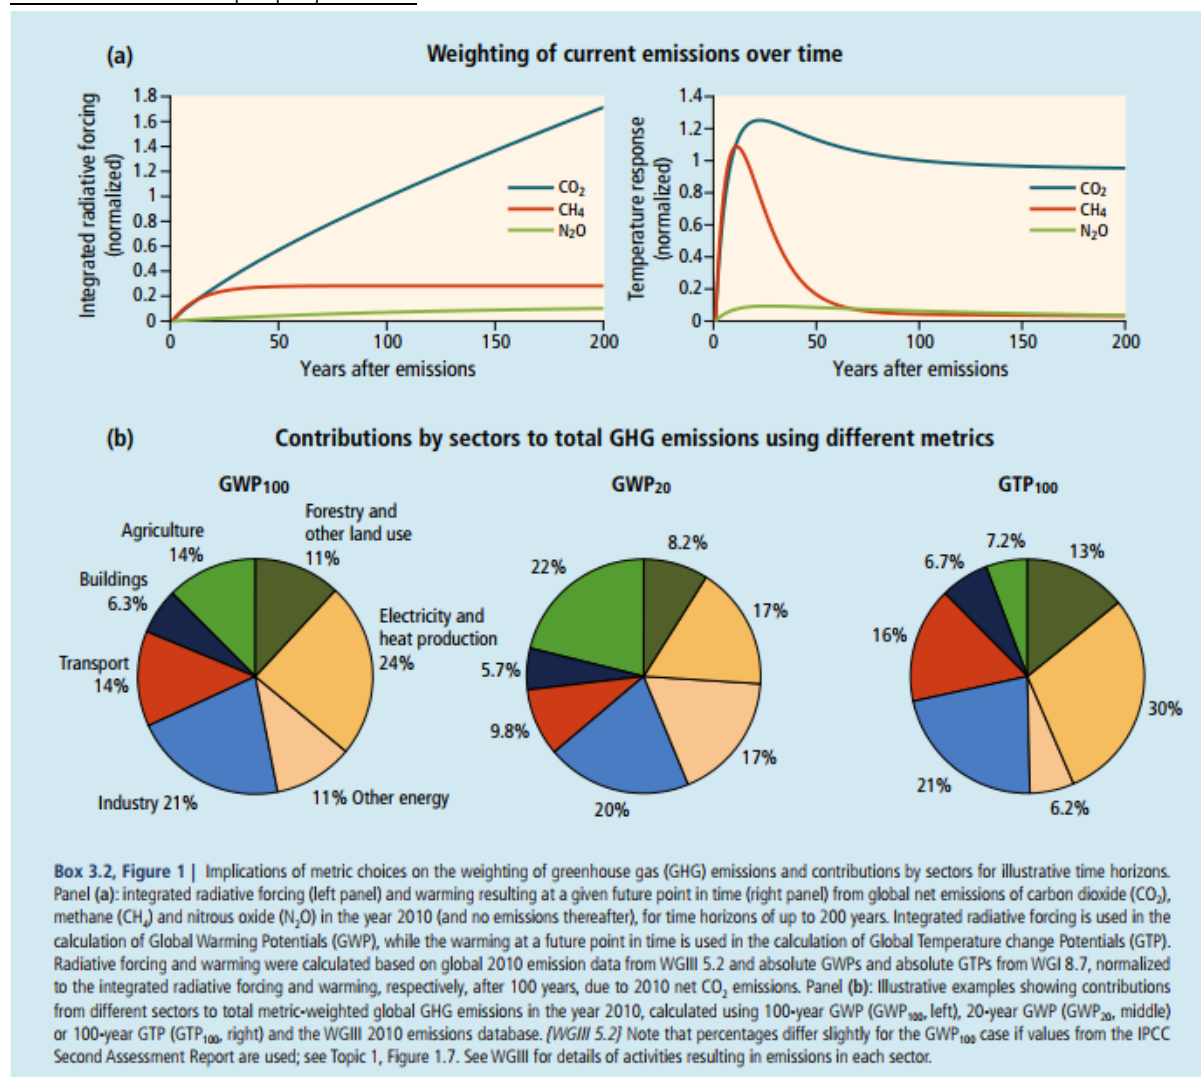 (a) Weighting of current emissions over time
Integrated radiative forcing
(normalized)
1.8
1.6
1.4
1.2
1
0.8
0.6
0.4
0.2
0
0 50 100 150 200
Years after emissions
CO₂
CH₄
N₂O
Temperature response
(normalized)
1.4
1.2
1
0.8
0.6
0.4
0.2
0
0 50 100 150 200
Years after emissions
CO₂
CH₄
N₂O
(b) Contributions by sectors to total GHG emissions using different metrics
GWP₁₀₀
Forestry and
other land use
11%
Electricity and
heat production
24%
11% Other energy
Industry 21%
Transport
14%
Buildings
6.3%
Agriculture
14%
GWP₂₀
8.2%
17%
17%
20%
9.8%
5.7%
22%
GTP₁₀₀
13%
30%
6.2%
21%
16%
6.7%
7.2%
Box 3.2, Figure 1 | Implications of metric choices on the weighting of greenhouse gas (GHG) emissions and contributions by sectors for illustrative time horizons.
Panel (a): integrated radiative forcing (left panel) and warming resulting at a given future point in time (right panel) from global net emissions of carbon dioxide (CO₂),
methane (CH₄) and nitrous oxide (N₂O) in the year 2010 (and no emissions thereafter), for time horizons of up to 200 years. Integrated radiative forcing is used in the
calculation of Global Warming Potentials (GWP), while the warming at a future point in time is used in the calculation of Global Temperature change Potentials (GTP).
Radiative forcing and warming were calculated based on global 2010 emission data from WGIII 5.2 and absolute GWPs and absolute GTPs from WGI 8.7, normalized
to the integrated radiative forcing and warming, respectively, after 100 years, due to 2010 net CO₂ emissions. Panel (b): Illustrative examples showing contributions
from different sectors to total metric-weighted global GHG emissions in the year 2010, calculated using 100-year GWP (GWP₁₀₀, left), 20-year GWP (GWP₂₀, middle)
or 100-year GTP (GTP₁₀₀, right) and the WGIII 2010 emissions database. {WGIII 5.2} Note that percentages differ slightly for the GWP₁₀₀ case if values from the IPCC
Second Assessment Report are used; see Topic 1, Figure 1.7. See WGIII for details of activities resulting in emissions in each sector.